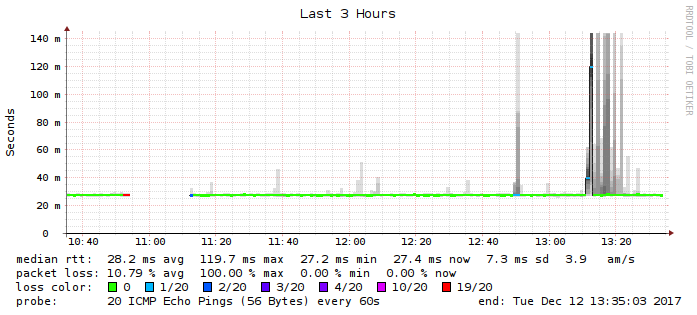 Last 3 Hours
RRDTOOL / TOBI OETIKER
Seconds
140 m
120 m
100 m
80 m
60 m
40 m
20 m
0
10:40 11:00 11:20 11:40 12:00 12:20 12:40 13:00 13:20
median rtt: 28.2 ms avg 119.7 ms max 27.2 ms min 27.4 ms now 7.3 ms sd 3.9 am/s
packet loss: 10.79 % avg 100.00 % max 0.00 % min 0.00 % now
loss color: 0 1/20 2/20 3/20 4/20 10/20 19/20
probe: 20 ICMP Echo Pings (56 Bytes) every 60s end: Tue Dec 12 13:35:03 2017